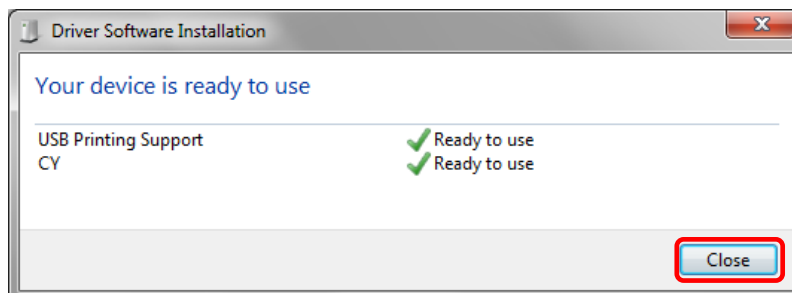 Driver Software Installation
Your device is ready to use
USB Printing Support Ready to use
CY Ready to use
Close